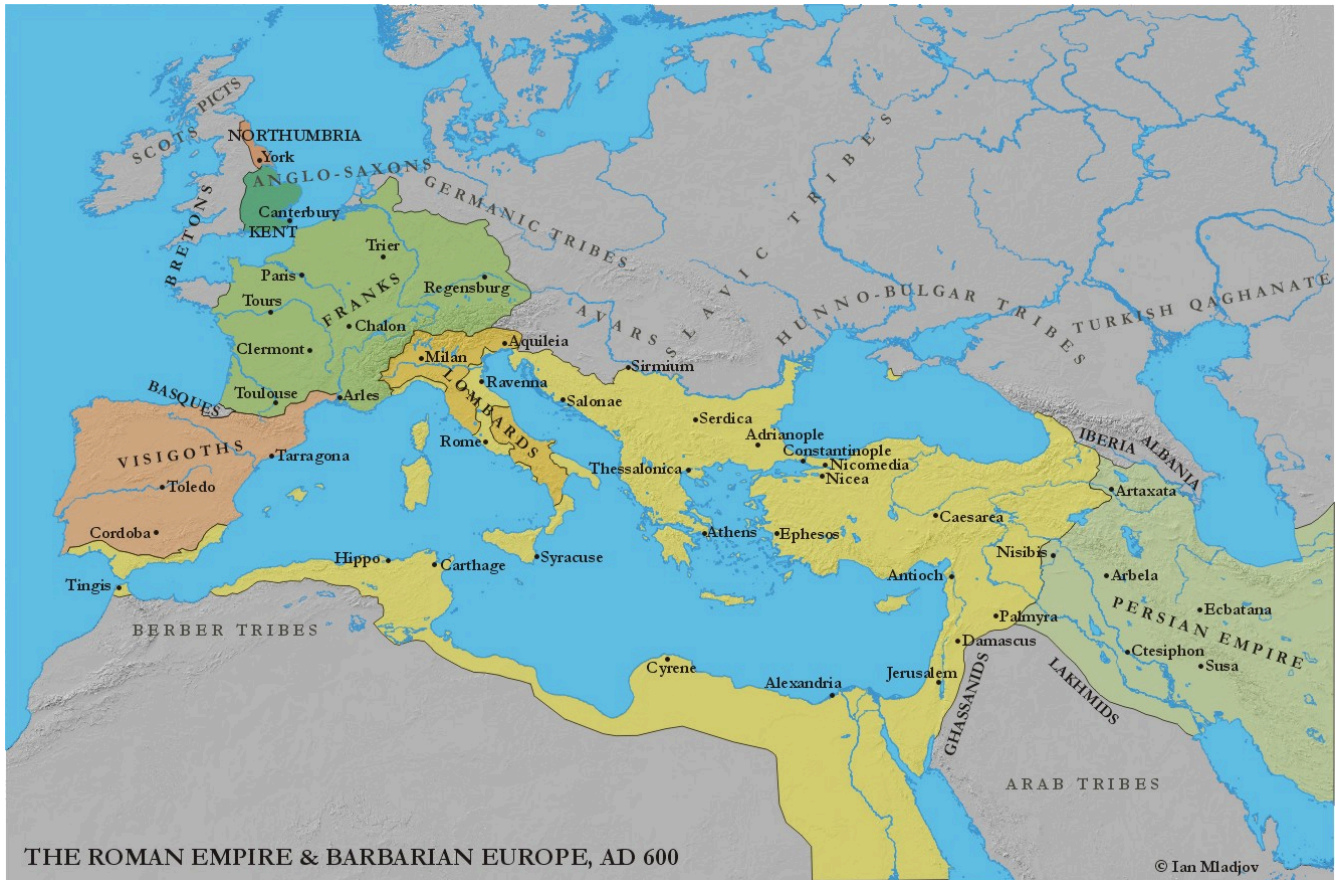 PICTS
SCOTS
NORTHUMBRIA
York
ANGLO-SAXONS
BRETONS
Canterbury
KENT
GERMANIC TRIBES
SLAVIC TRIBES
Trier
Paris
FRANKS
Regensburg
Tours
Chalon
AVARS
HUNNO-BULGAR TRIBES
TURKISH QAGHANATE
Clermont
Milan
Aquileia
Sirmium
LOMBARDS
Ravenna
BASQUES
Toulouse
Arles
Salonae
Serdica
Rome
Adrianople
Constantinople
VISIGOTHS
Tarragona
Thessalonica
Nicomedia
Nicea
IBERIA
ALBANIA
Toledo
Artaxata
Cordoba
Athens
Ephesos
Caesarea
Hippo
Carthage
Syracuse
Nisibis
Tingis
Antioch
Arbela
PERSIAN EMPIRE
Ecbatana
BERBER TRIBES
Palmyra
Damascus
Ctesiphon
Susa
Cyrene
Alexandria
Jerusalem
GHASSANIDS
LAKHMIDS
ARAB TRIBES
THE ROMAN EMPIRE & BARBARIAN EUROPE, AD 600
© Ian Mladjov